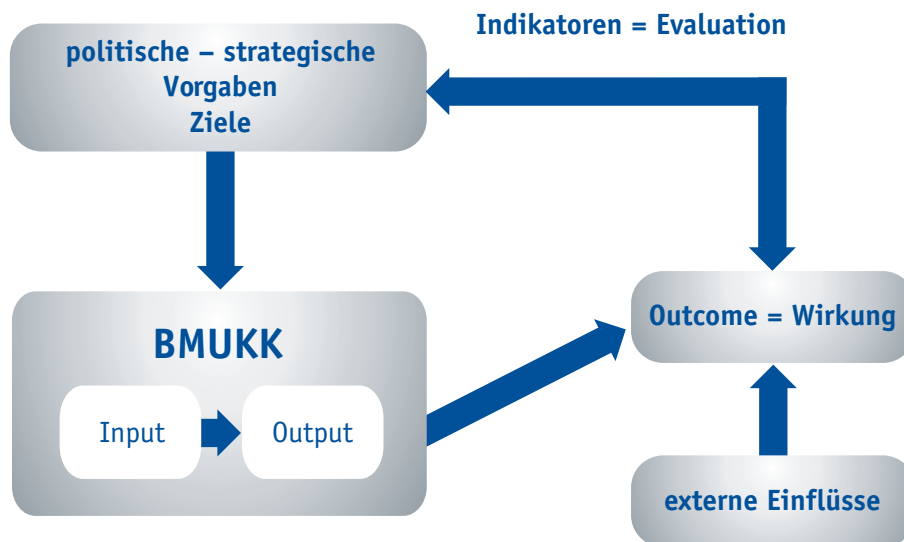 Indikatoren = Evaluation
politische – strategische
Vorgaben
Ziele
BMUKK
Input
Output
Outcome = Wirkung
externe Einflüsse